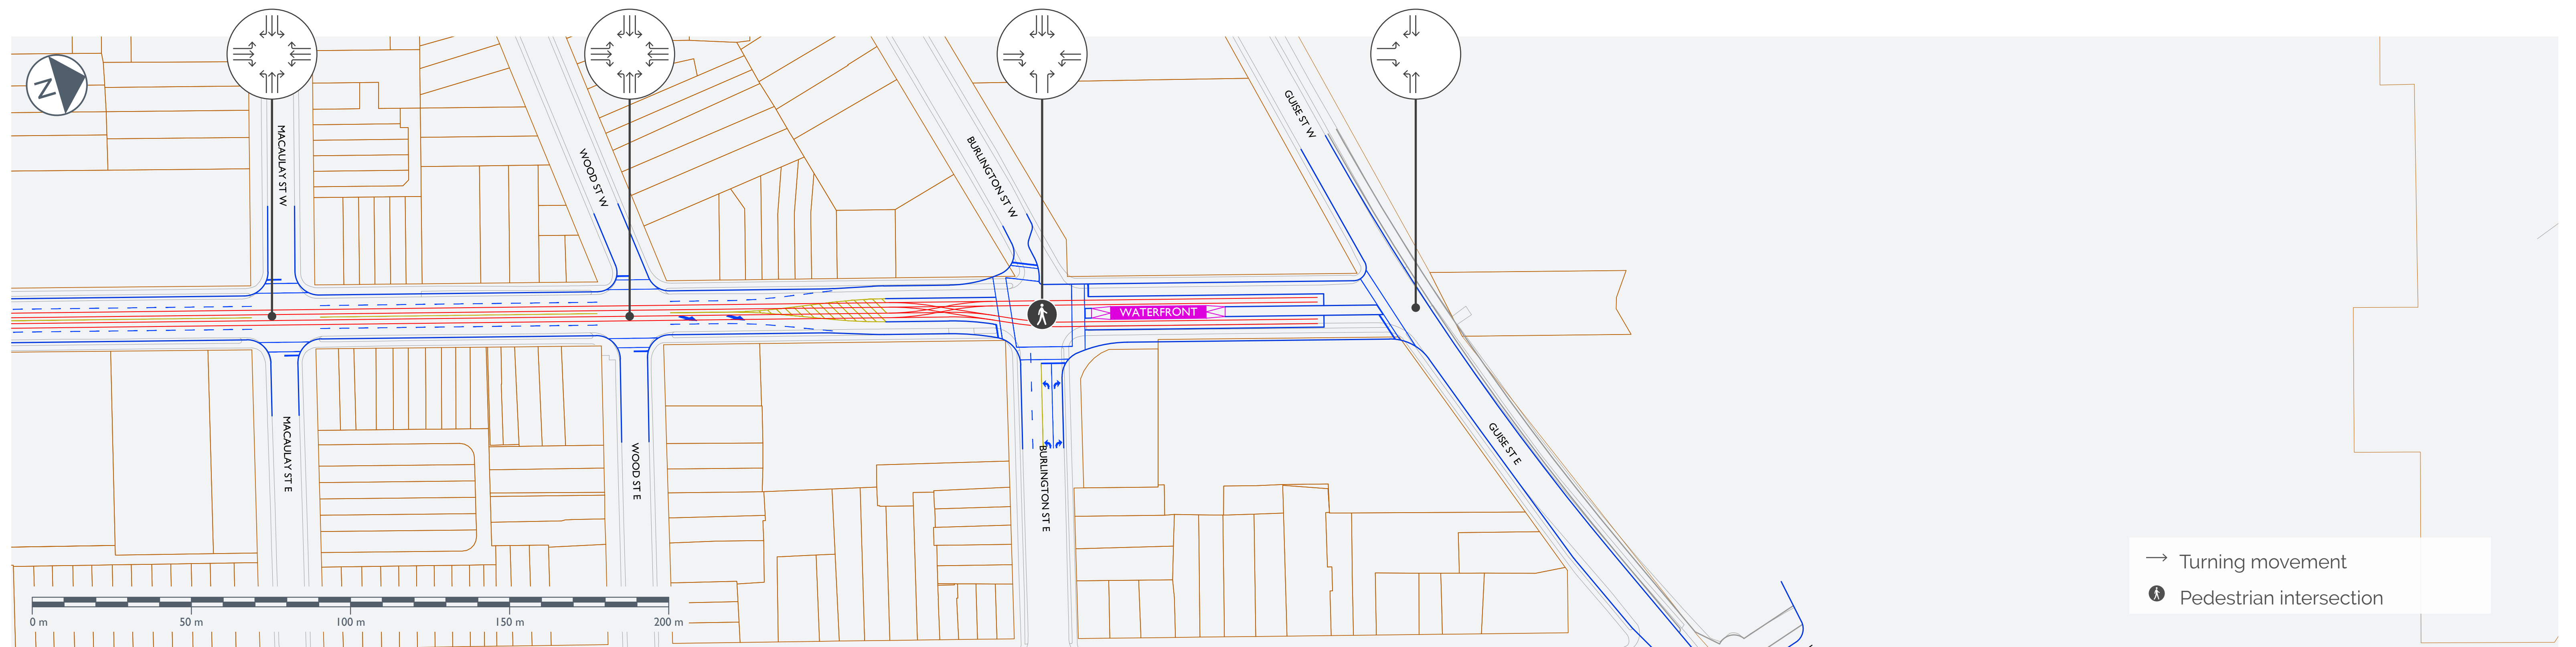 N
MACAULAY ST W
WOOD ST W
BURLINGTON ST W
GUISE ST W
WATERFRONT
MACAULAY ST E
WOOD ST E
BURLINGTON ST E
GUISE ST E
Turning movement
Pedestrian intersection
0 m 50 m 100 m 150 m 200 m